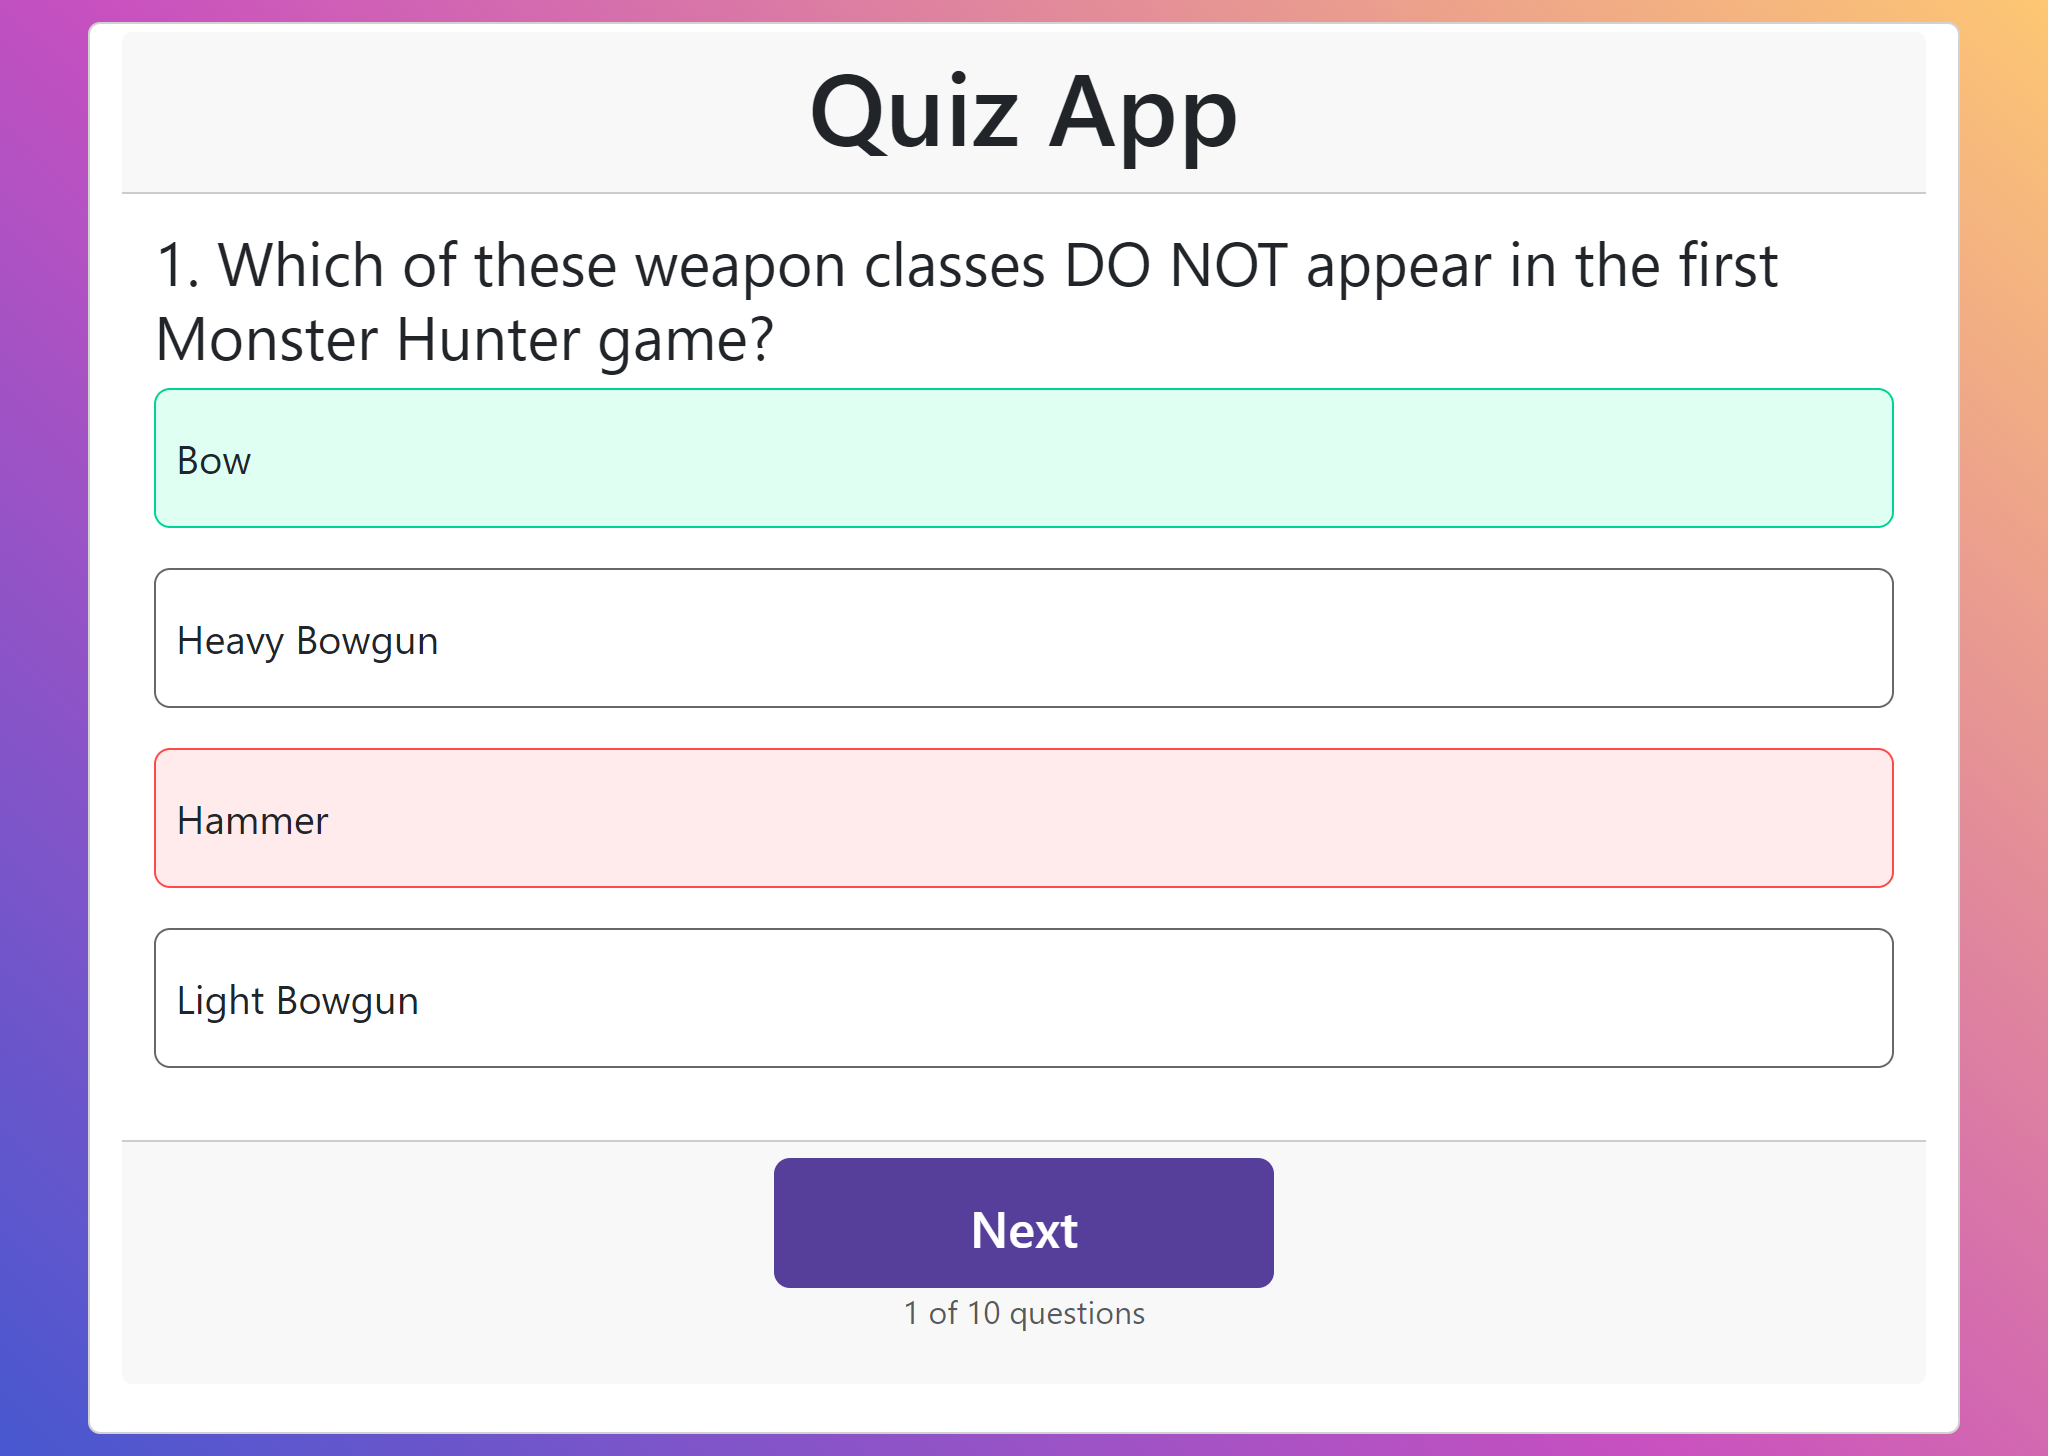 Quiz App
1. Which of these weapon classes DO NOT appear in the first
Monster Hunter game?
Bow
Heavy Bowgun
Hammer
Light Bowgun
Next
1 of 10 questions